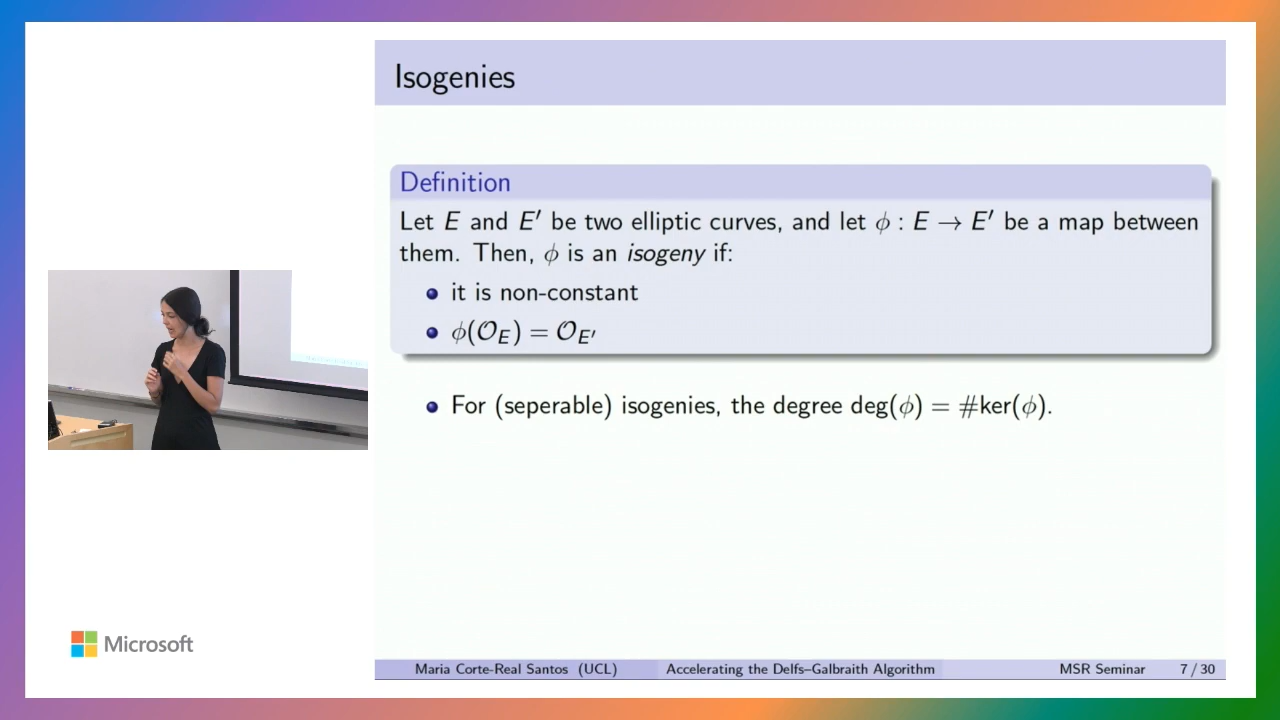 Isogenies
Definition
Let E and E′ be two elliptic curves, and let ϕ : E → E′ be a map between
them. Then, ϕ is an isogeny if:
• it is non-constant
• ϕ(𝒪_E) = 𝒪_E′
• For (seperable) isogenies, the degree deg(ϕ) = #ker(ϕ).
Microsoft
Maria Corte-Real Santos (UCL) Accelerating the Delfs–Galbraith Algorithm MSR Seminar 7 / 30